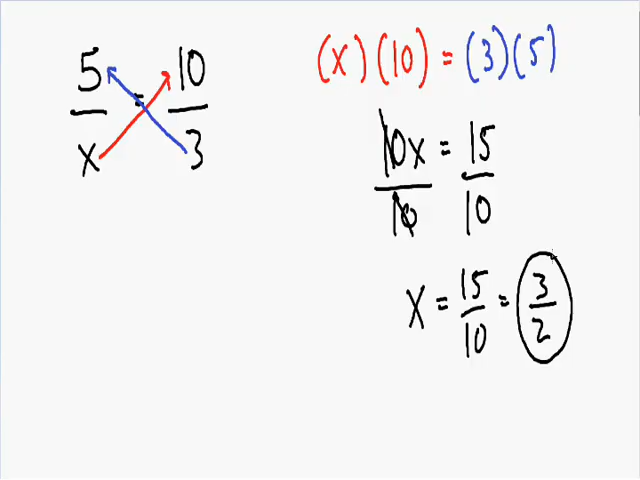 5/x = 10/3
(x)(10) = (3)(5)
10x/10 = 15/10
x = 15/10 = 3/2